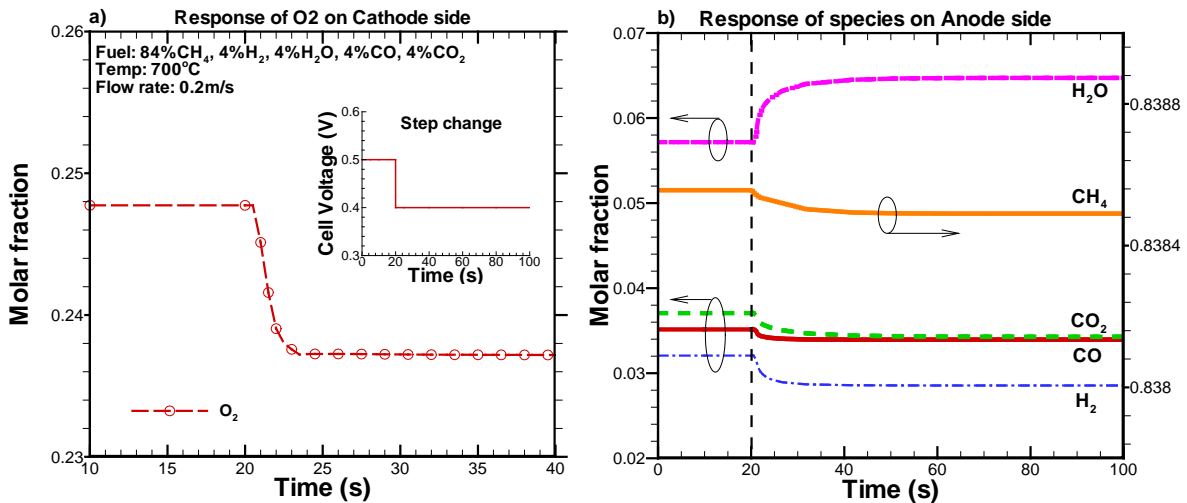 a) Response of O2 on Cathode side
Fuel: 84%CH₄, 4%H₂, 4%H₂O, 4%CO, 4%CO₂
Temp: 700°C
Flow rate: 0.2m/s
Molar fraction
0.26
0.25
0.24
0.23
10 15 20 25 30 35 40
Time (s)
O₂
Step change
Cell Voltage (V)
0.6
0.5
0.4
0.3
0 20 40 60 80 100
Time (s)
b) Response of species on Anode side
Molar fraction
0.07
0.06
0.05
0.04
0.03
0.02
0 20 40 60 80 100
Time (s)
0.8388
0.8384
0.838
H₂O
CH₄
CO₂
CO
H₂